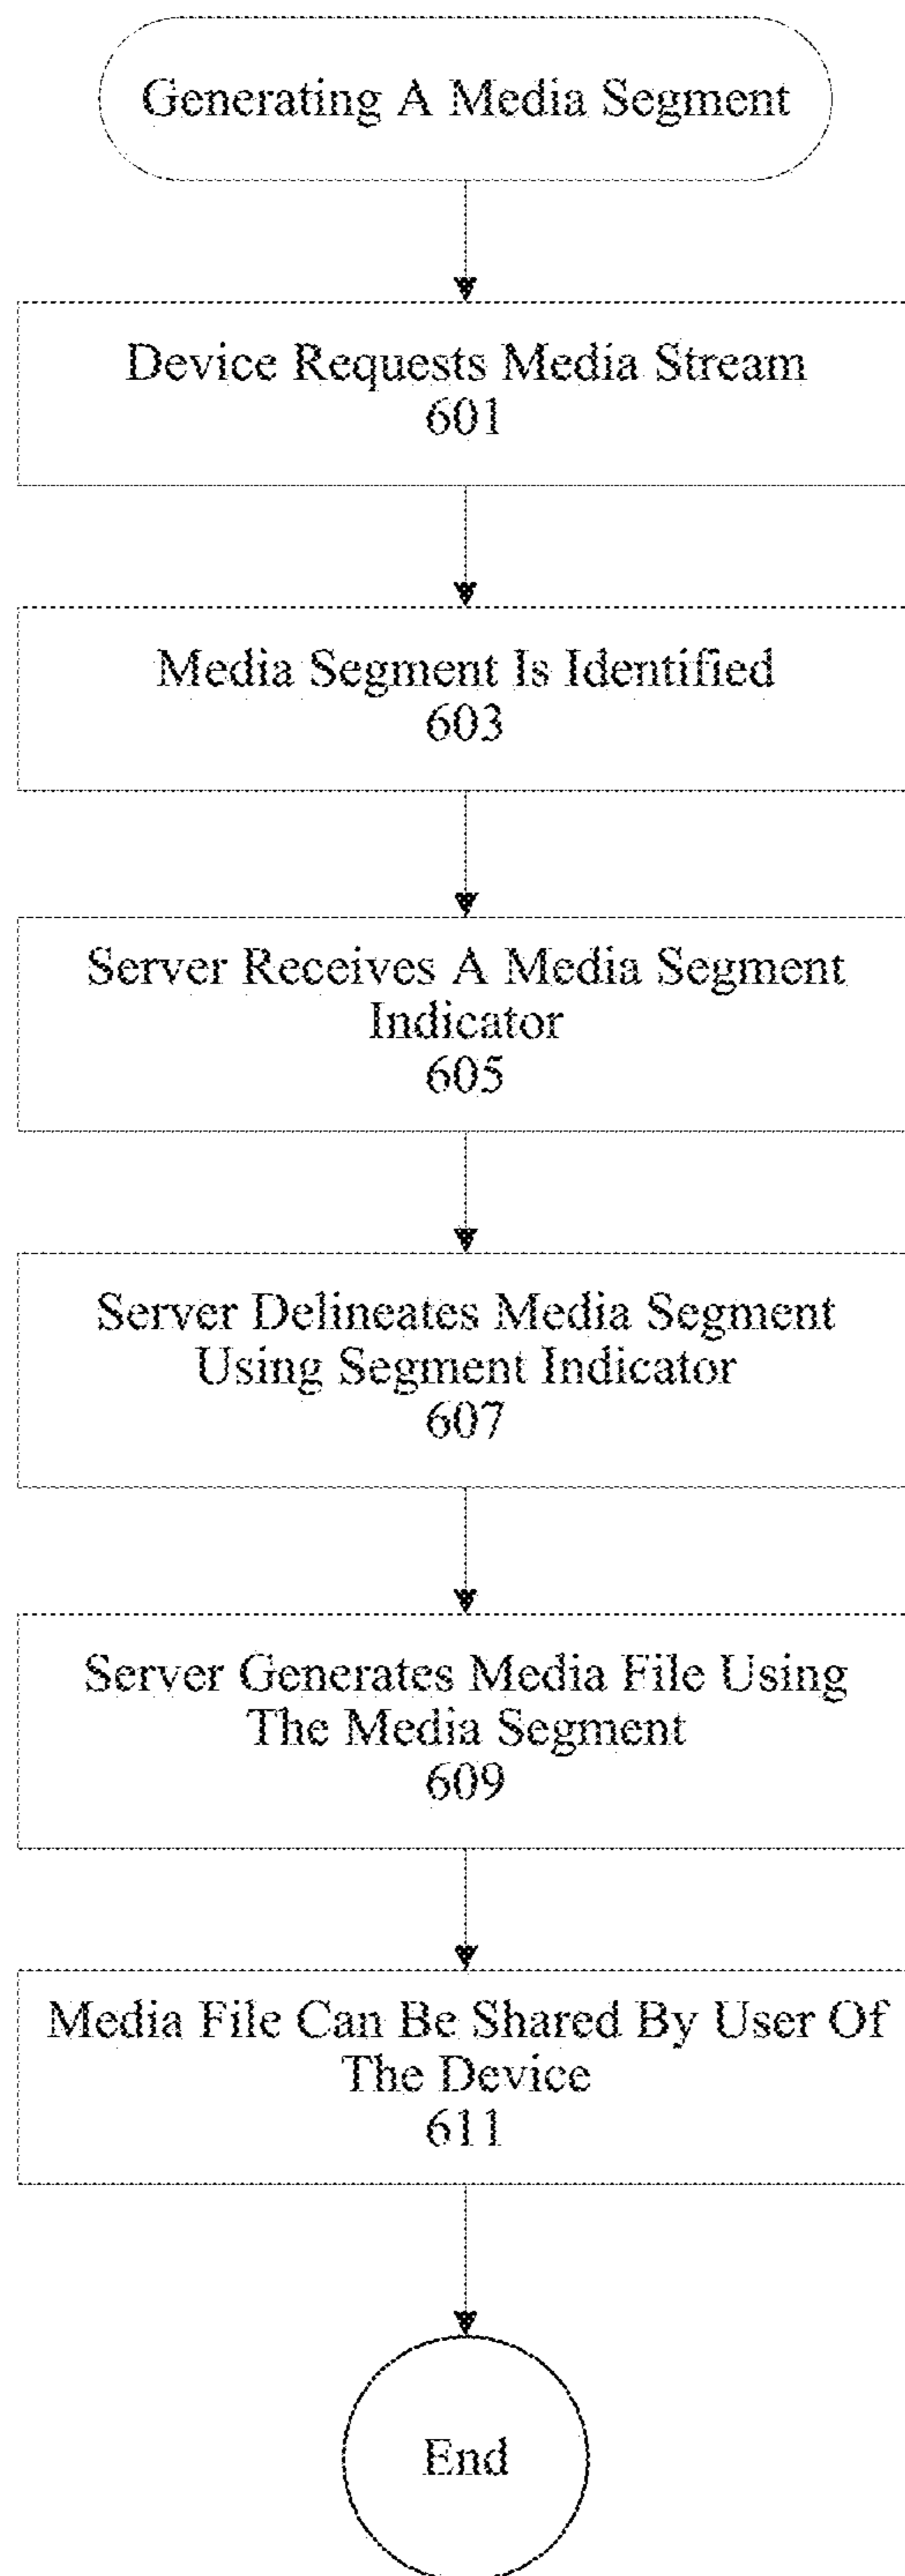 Generating A Media Segment
Device Requests Media Stream
601
Media Segment Is Identified
603
Server Receives A Media Segment
Indicator
605
Server Delineates Media Segment
Using Segment Indicator
607
Server Generates Media File Using
The Media Segment
609
Media File Can Be Shared By User Of
The Device
611
End